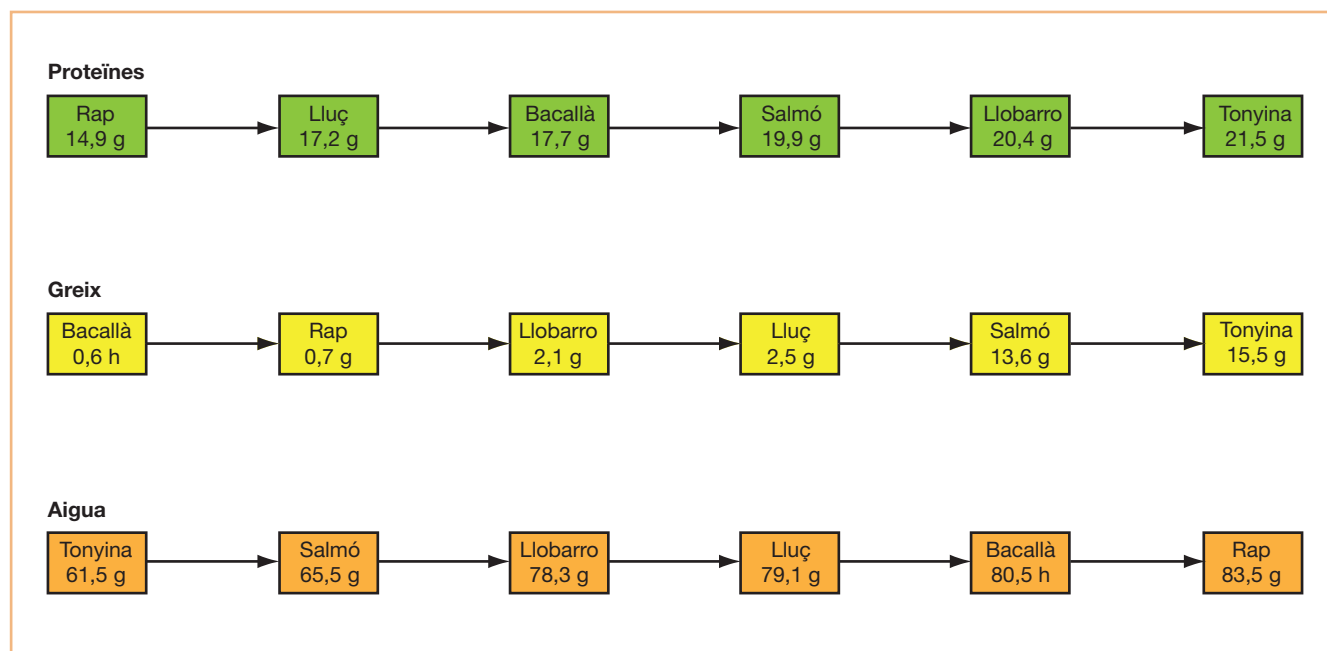 Proteïnes
Rap
14,9 g
Lluç
17,2 g
Bacallà
17,7 g
Salmó
19,9 g
Llobarro
20,4 g
Tonyina
21,5 g
Greix
Bacallà
0,6 h
Rap
0,7 g
Llobarro
2,1 g
Lluç
2,5 g
Salmó
13,6 g
Tonyina
15,5 g
Aigua
Tonyina
61,5 g
Salmó
65,5 g
Llobarro
78,3 g
Lluç
79,1 g
Bacallà
80,5 h
Rap
83,5 g